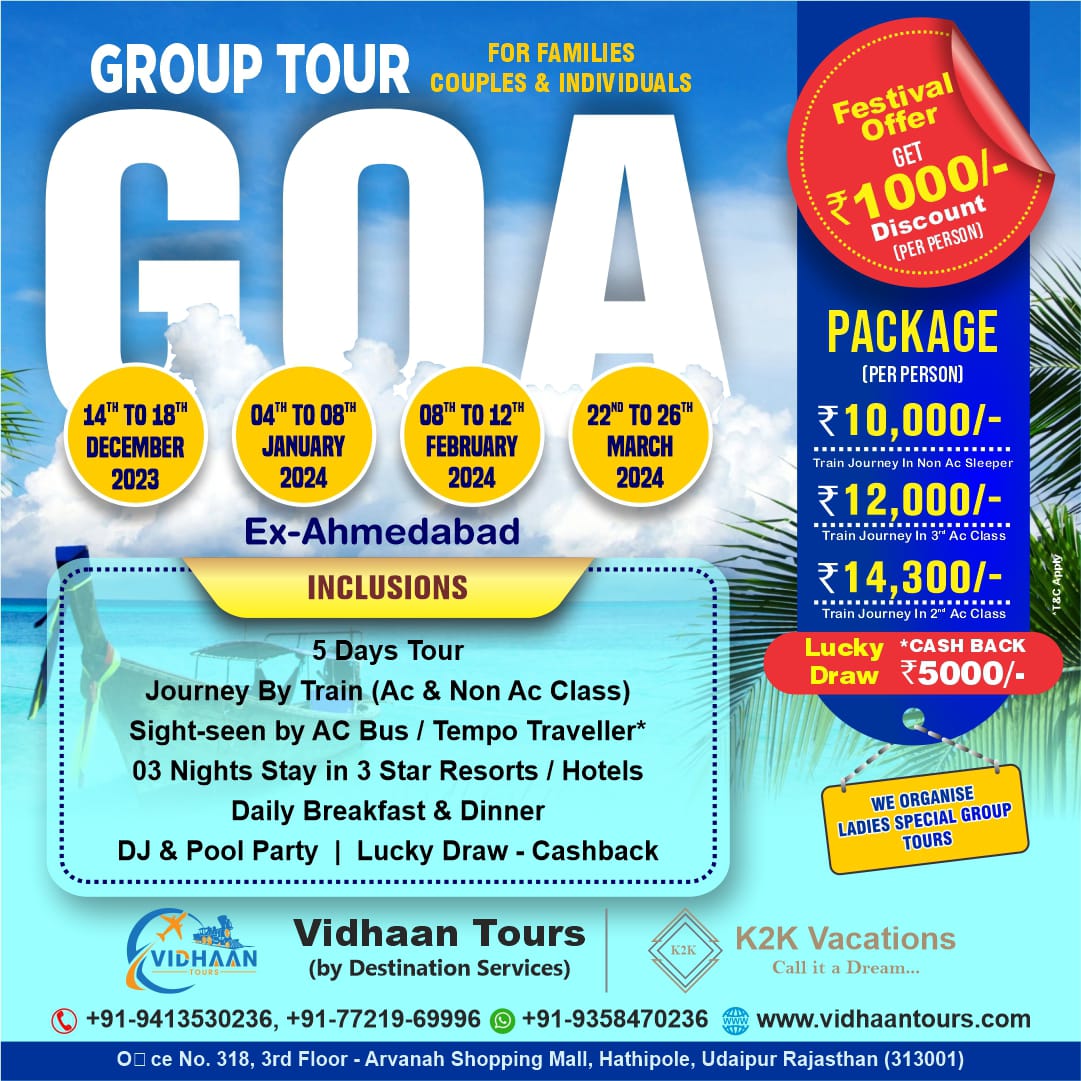 GROUP TOUR
FOR FAMILIES
COUPLES & INDIVIDUALS
GOA
14TH TO 18TH
DECEMBER
2023
04TH TO 08TH
JANUARY
2024
08TH TO 12TH
FEBRUARY
2024
22ND TO 26TH
MARCH
2024
Ex-Ahmedabad
INCLUSIONS
5 Days Tour
Journey By Train (Ac & Non Ac Class)
Sight-seen by AC Bus / Tempo Traveller*
03 Nights Stay in 3 Star Resorts / Hotels
Daily Breakfast & Dinner
DJ & Pool Party | Lucky Draw - Cashback
Festival
Offer
GET
₹1000/-
Discount
(PER PERSON)
PACKAGE
(PER PERSON)
₹10,000/-
Train Journey In Non Ac Sleeper
₹12,000/-
Train Journey In 3rd Ac Class
₹14,300/-
Train Journey In 2nd Ac Class
*T&C Apply
Lucky Draw
*CASH BACK
₹5000/-
WE ORGANISE
LADIES SPECIAL GROUP
TOURS
VIDHAAN
TOURS
Vidhaan Tours
(by Destination Services)
K2K
K2K Vacations
Call it a Dream...
+91-9413530236, +91-77219-69996 +91-9358470236 www.vidhaantours.com
O□ce No. 318, 3rd Floor - Arvanah Shopping Mall, Hathipole, Udaipur Rajasthan (313001)